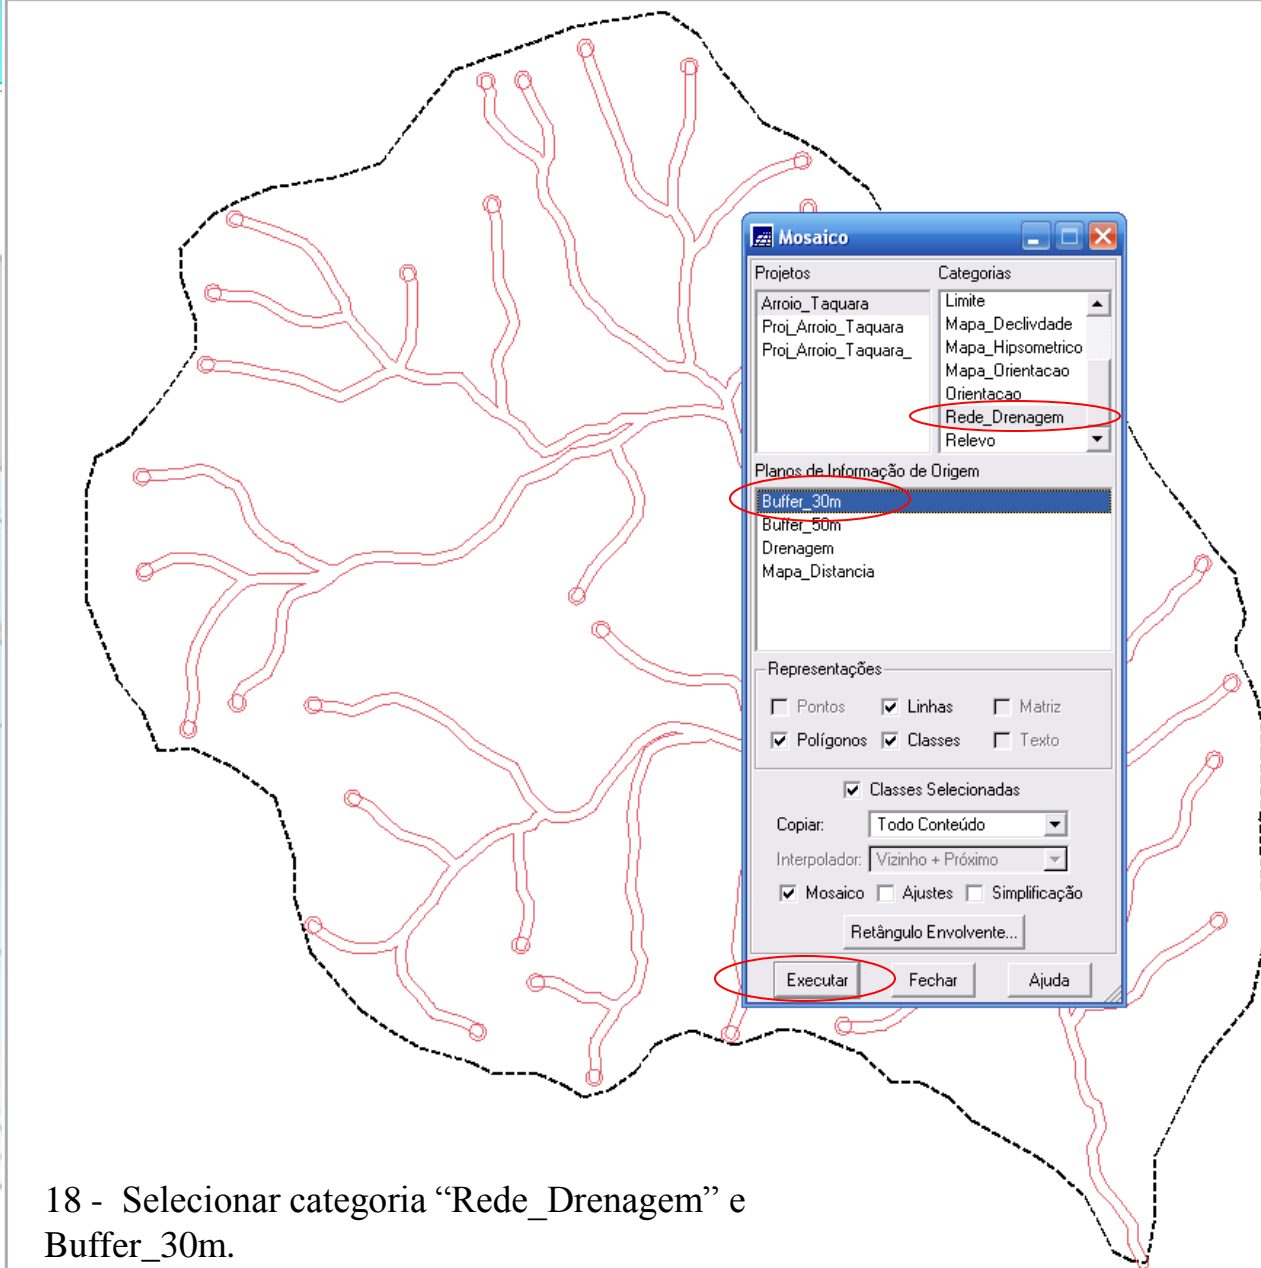 Mosaico
Projetos
Categorias
Arroio_Taquara
Proj_Arroio_Taquara
Proj_Arroio_Taquara_
Limite
Mapa_Declivdade
Mapa_Hipsometrico
Mapa_Orientacao
Orientacao
Rede_Drenagem
Relevo
Planos de Informação de Origem
Buffer_30m
Buffer_50m
Drenagem
Mapa_Distancia
Representações
Pontos Linhas Matriz
Polígonos Classes Texto
Classes Selecionadas
Copiar: Todo Conteúdo
Interpolador: Vizinho + Próximo
Mosaico Ajustes Simplificação
Retângulo Envolvente...
Executar Fechar Ajuda
18 - Selecionar categoria “Rede_Drenagem” e
Buffer_30m.